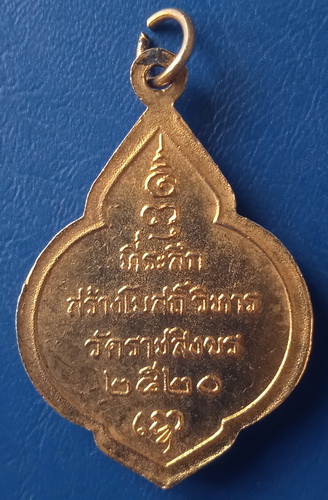 ที่ระลึก
สร้างโบสถ์วิหาร
วัดราชสิงขร
๒๕๒๐